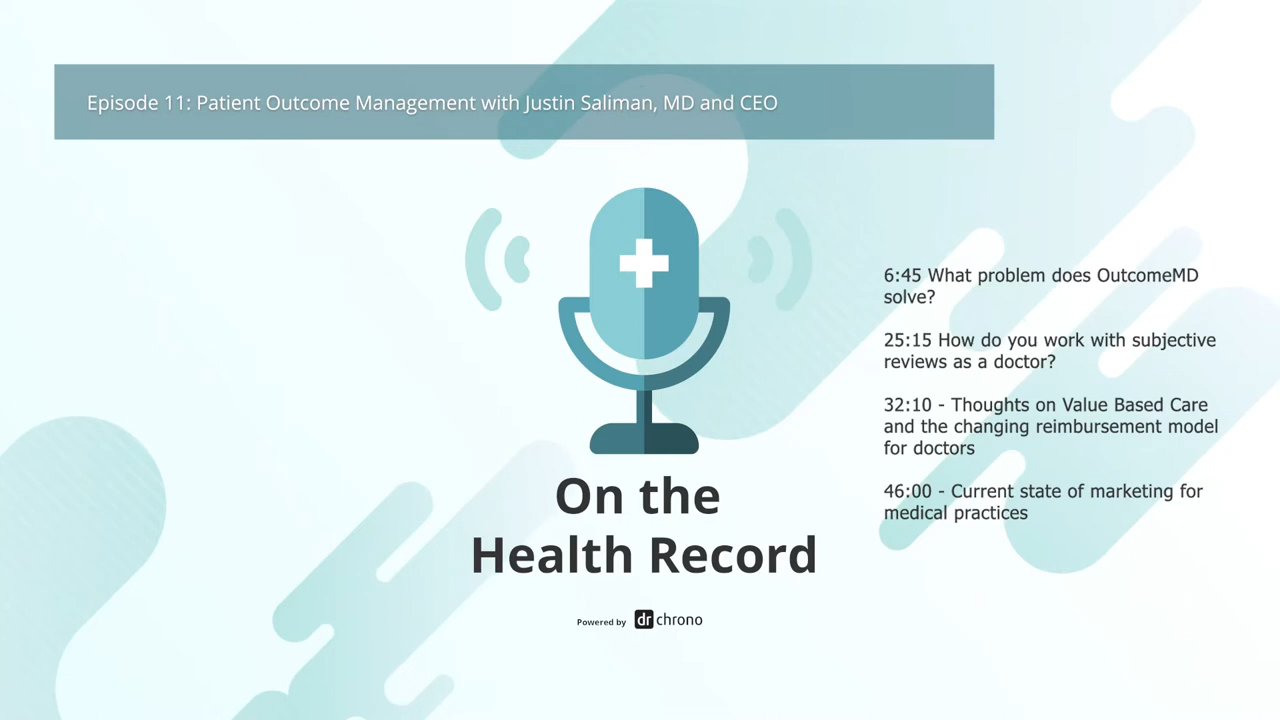 Episode 11: Patient Outcome Management with Justin Saliman, MD and CEO
6:45 What problem does OutcomeMD
solve?
25:15 How do you work with subjective
reviews as a doctor?
32:10 - Thoughts on Value Based Care
and the changing reimbursement model
for doctors
46:00 - Current state of marketing for
medical practices
On the
Health Record
Powered by dr chrono